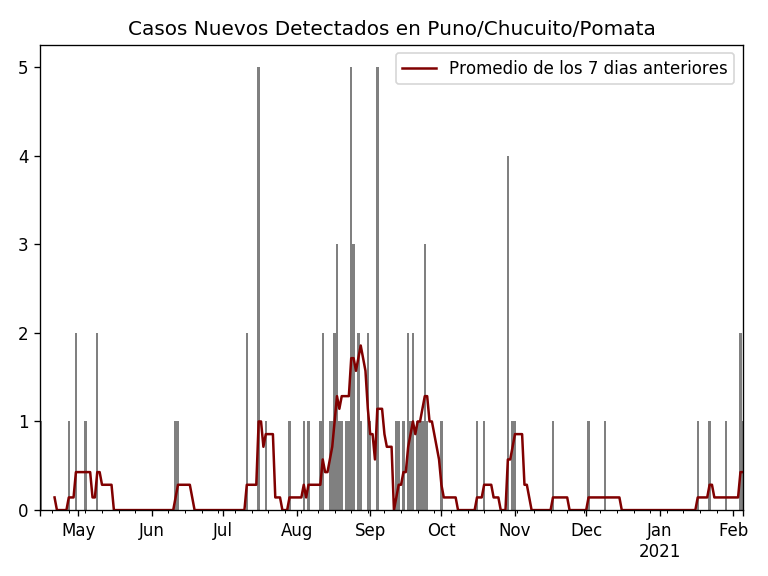 Casos Nuevos Detectados en Puno/Chucuito/Pomata
Promedio de los 7 dias anteriores
5
4
3
2
1
0
May Jun Jul Aug Sep Oct Nov Dec Jan Feb
2021